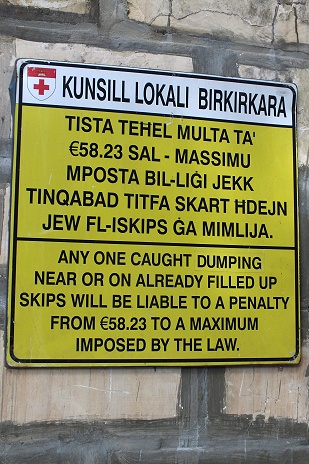 KUNSILL LOKALI BIRKIRKARA
TISTA TEĦEL MULTA TA'
€58.23 SAL - MASSIMU
MPOSTA BIL-LIĠI JEKK
TINQABAD TITFA SKART ĦDEJN
JEW FL-ISKIPS ĠA MIMLIJA.
ANY ONE CAUGHT DUMPING
NEAR OR ON ALREADY FILLED UP
SKIPS WILL BE LIABLE TO A PENALTY
FROM €58.23 TO A MAXIMUM
IMPOSED BY THE LAW.